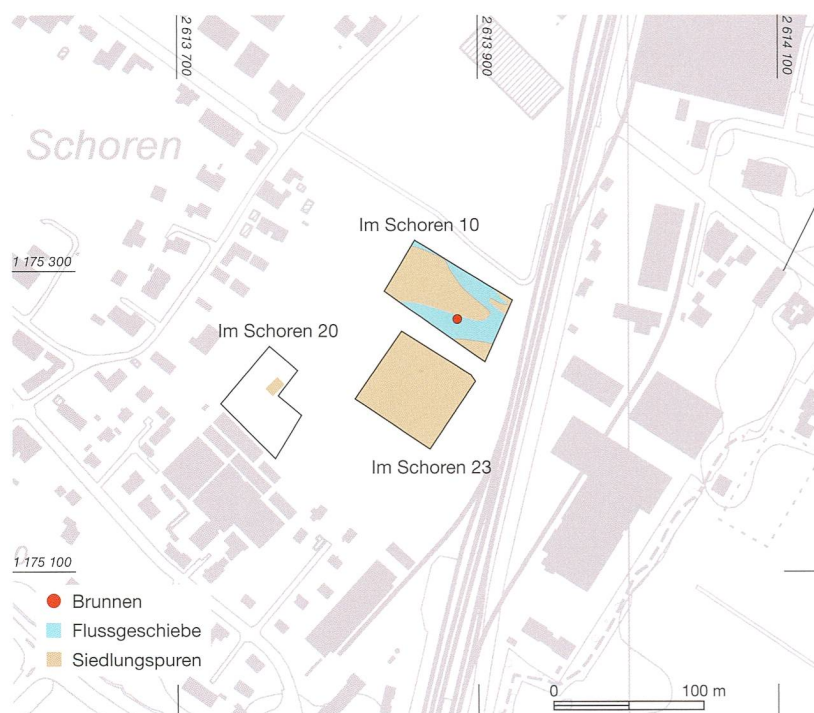 2 613 700
2 613 900
2 614 100
Schoren
Im Schoren 10
1 175 300
Im Schoren 20
Im Schoren 23
1 175 100
Brunnen
Flussgeschiebe
Siedlungspuren
0
100 m